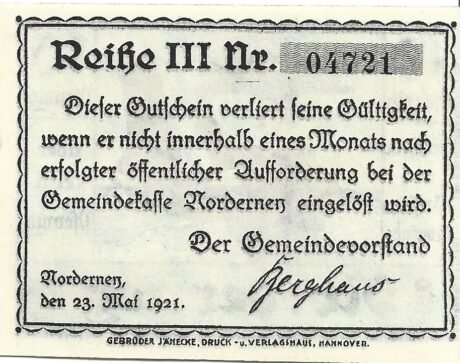 Reihe III Nr. 04721
Dieser Gutschein verliert seine Gültigkeit,
wenn er nicht innerhalb eines Monats nach
erfolgter öffentlicher Aufforderung bei der
Gemeindekasse Norderney eingelöst wird.
Der Gemeindevorstand
Norderney,
den 23. Mai 1921.
Berghaus
GEBRÜDER JÄNECKE, DRUCK- u. VERLAGSHAUS, HANNOVER.